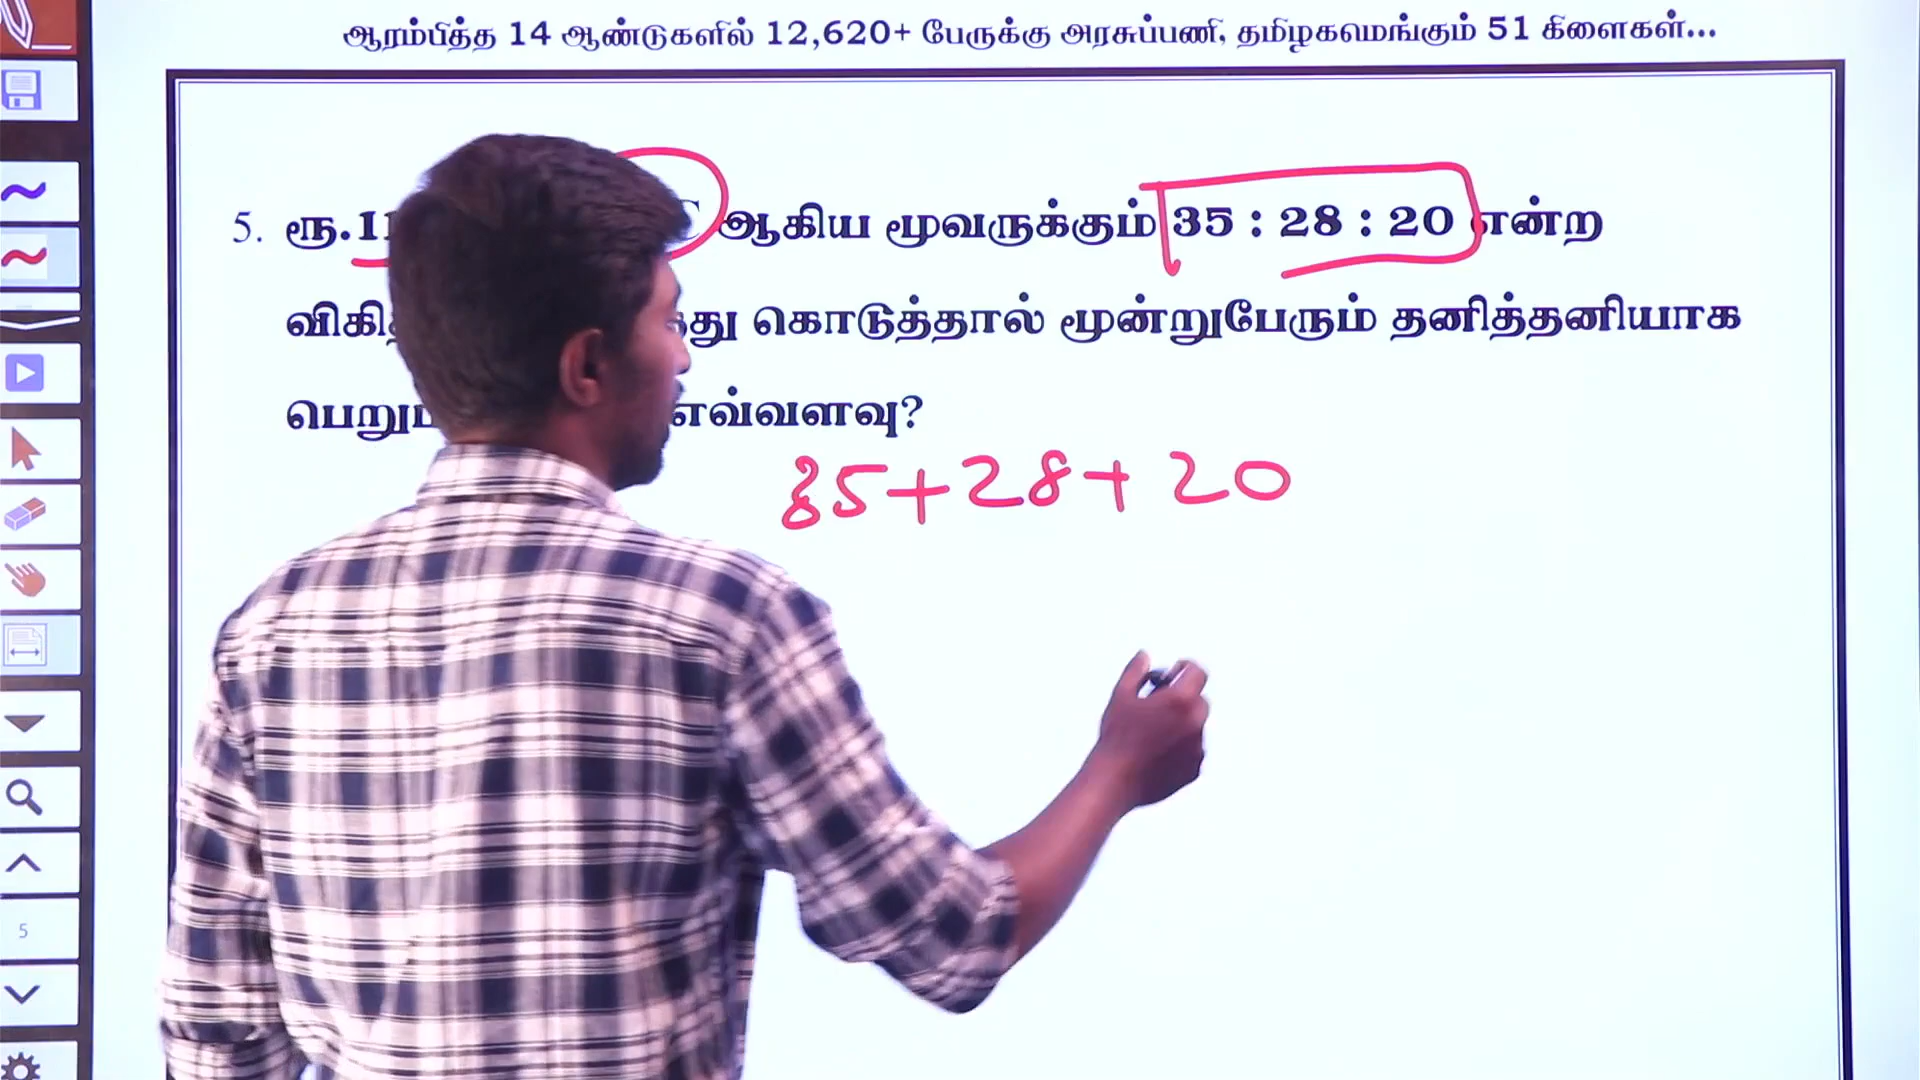 ஆரம்பித்த 14 ஆண்டுகளில் 12,620+ பேருக்கு அரசுப்பணி, தமிழகமெங்கும் 51 கிளைகள்...
5. ரூ. ஆகிய மூவருக்கும் 35 : 28 : 20 என்ற
கொடுத்தால் மூன்றுபேரும் தனித்தனியாக
எவ்வளவு?
35+28+20
5